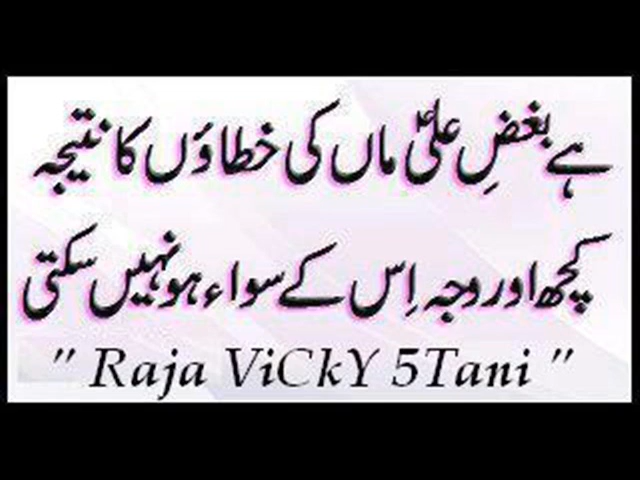 ہے بغضِ علیؑ ماں کی خطاؤں کا نتیجہ
کچھ اور وجہ اِس کے سواء ہو نہیں سکتی
" Raja ViCkY 5Tani "